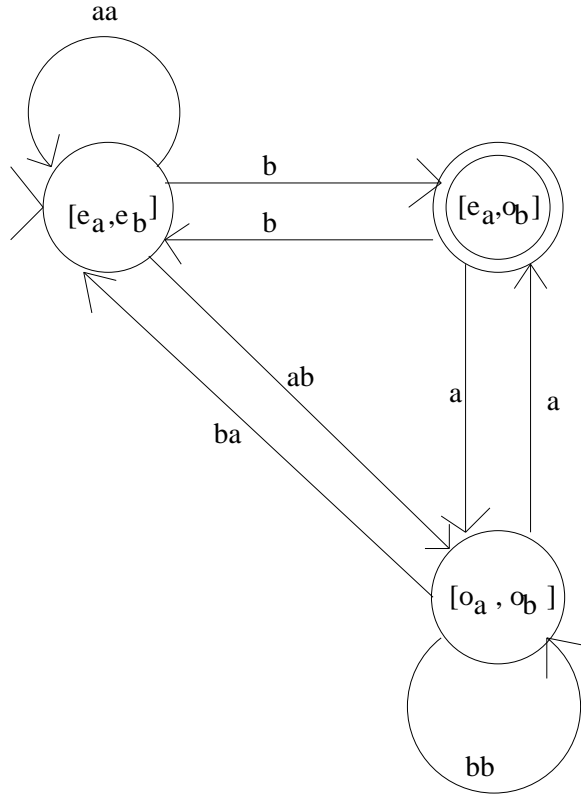 aa
b
[e_a,e_b]
[e_a,o_b]
b
ab
a
a
ba
[o_a , o_b ]
bb